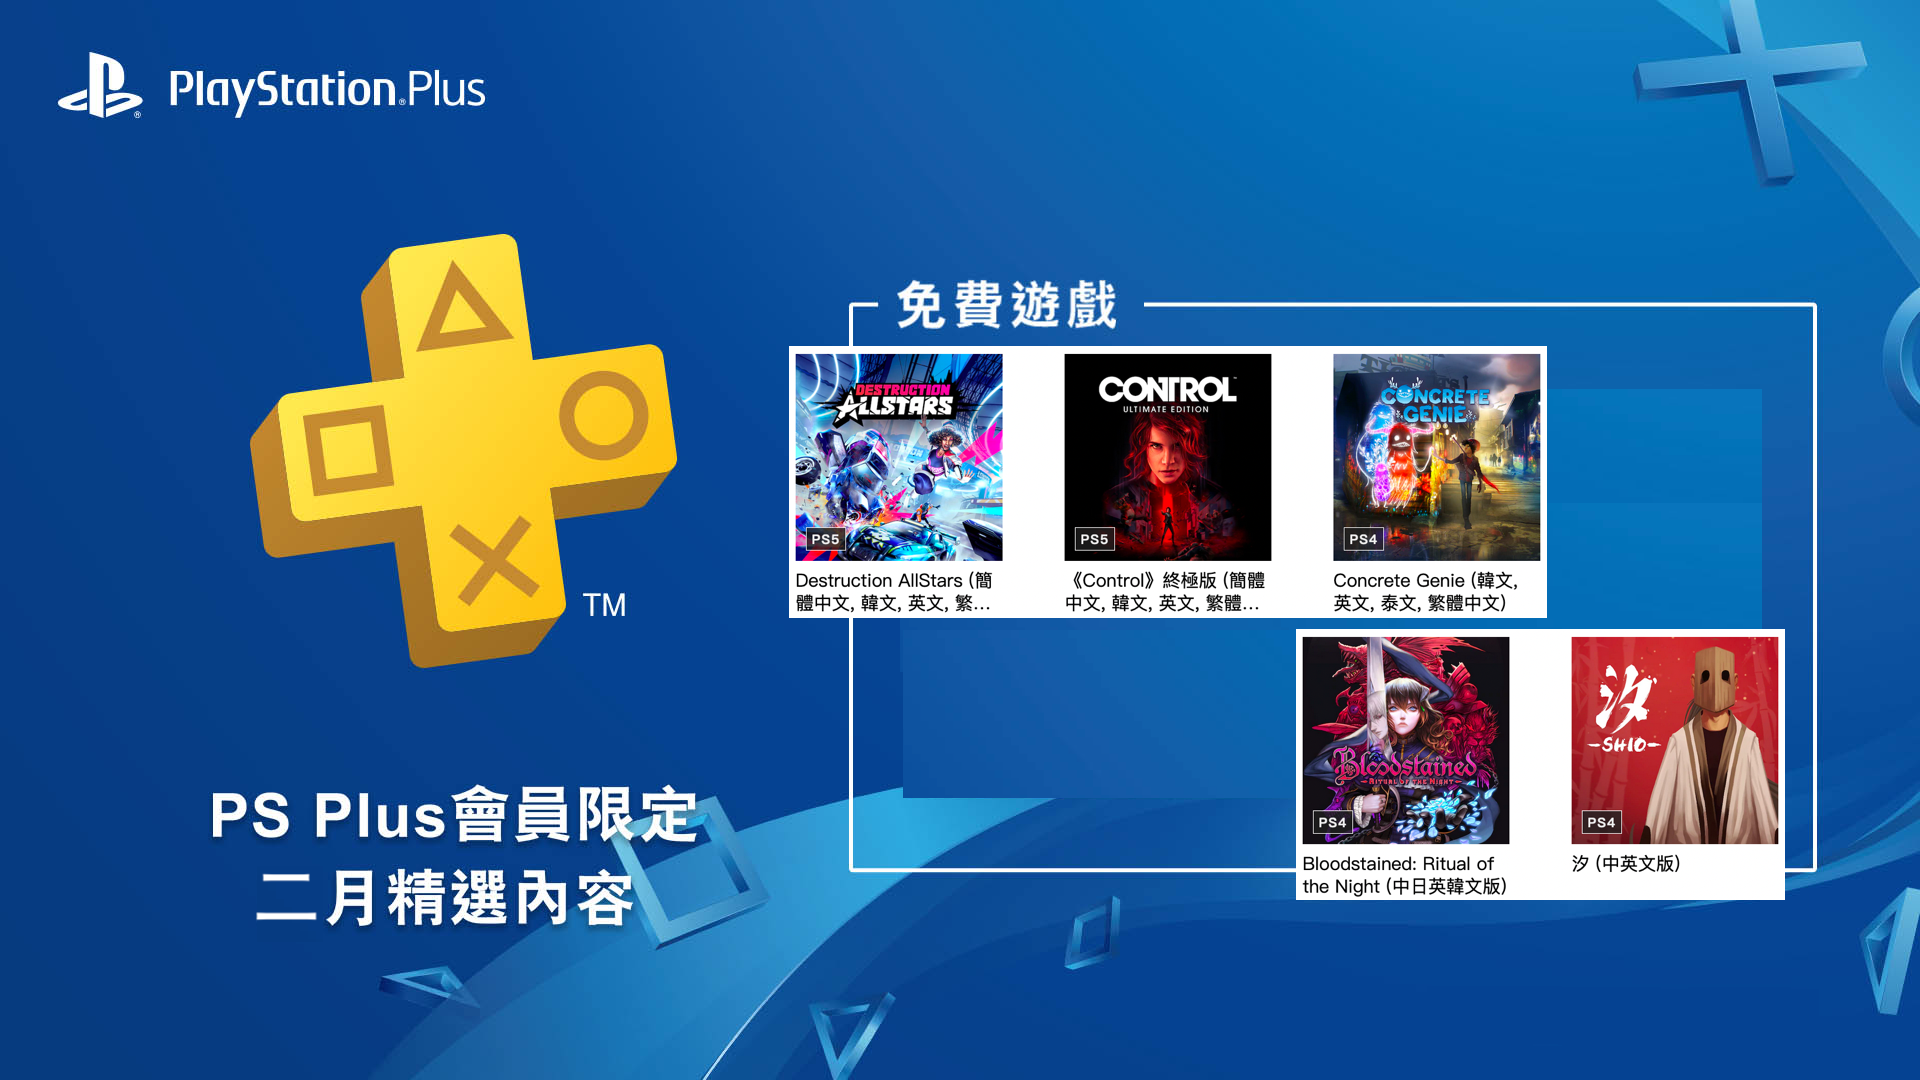 PlayStation®Plus
免費遊戲
DESTRUCTION
ALLSTARS
PS5
Destruction AllStars (簡
體中文, 韓文, 英文, 繁...
CONTROL™
ULTIMATE EDITION
PS5
《Control》終極版 (簡體
中文, 韓文, 英文, 繁體...
CONCRETE
GENIE
PS4
Concrete Genie (韓文,
英文, 泰文, 繁體中文)
TM
Bloodstained
RITUAL OF THE NIGHT
PS4
Bloodstained: Ritual of
the Night (中日英韓文版)
汐
-SHIO-
PS4
汐 (中英文版)
PS Plus會員限定
二月精選內容